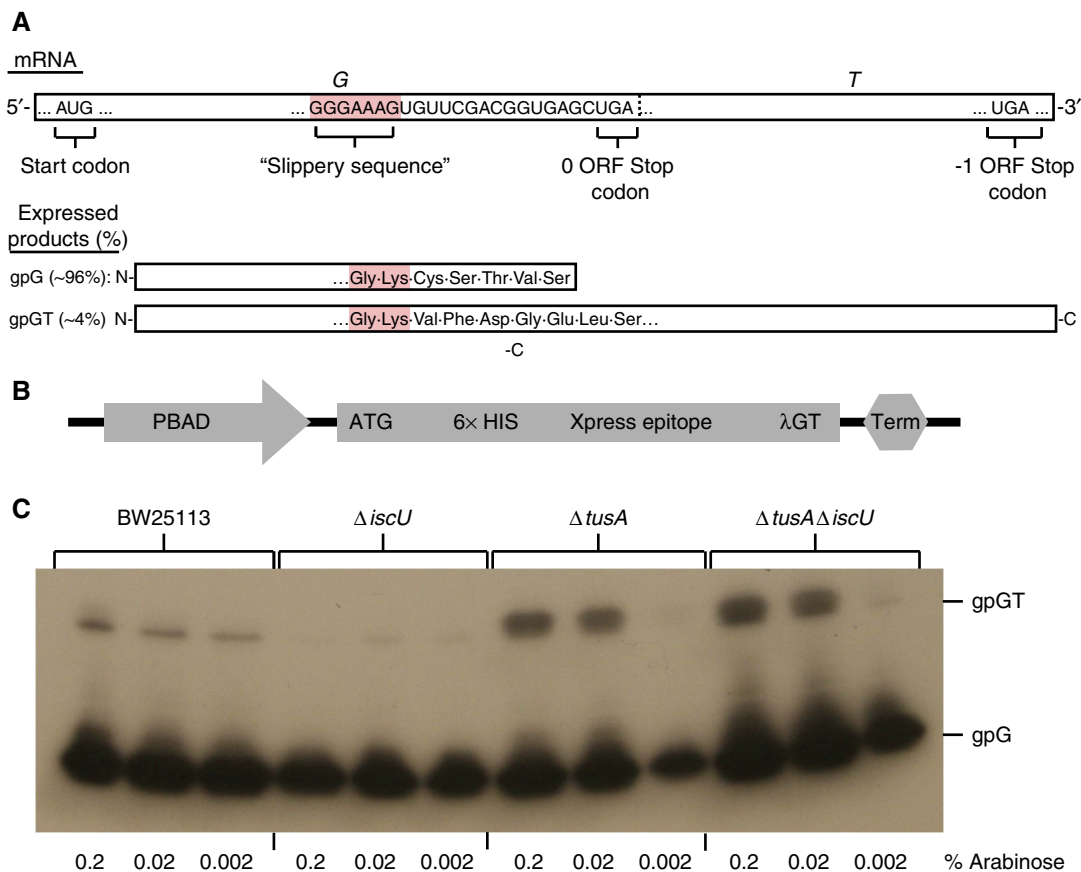 A
mRNA
G T
5′- ... AUG ... ... GGGAAAGUGUUCGACGGUGAGCUGA ... ... UGA ... -3′
Start codon
“Slippery sequence”
0 ORF Stop
codon
-1 ORF Stop
codon
Expressed
products (%)
gpG (~96%): N- ...Gly·Lys·Cys·Ser·Thr·Val·Ser
gpGT (~4%) N- ...Gly·Lys·Val·Phe·Asp·Gly·Glu·Leu·Ser... -C
-C
B
PBAD ATG 6× HIS Xpress epitope λGT Term
C
BW25113 ΔiscU ΔtusA ΔtusAΔiscU
gpGT
gpG
0.2 0.02 0.002 0.2 0.02 0.002 0.2 0.02 0.002 0.2 0.02 0.002 % Arabinose